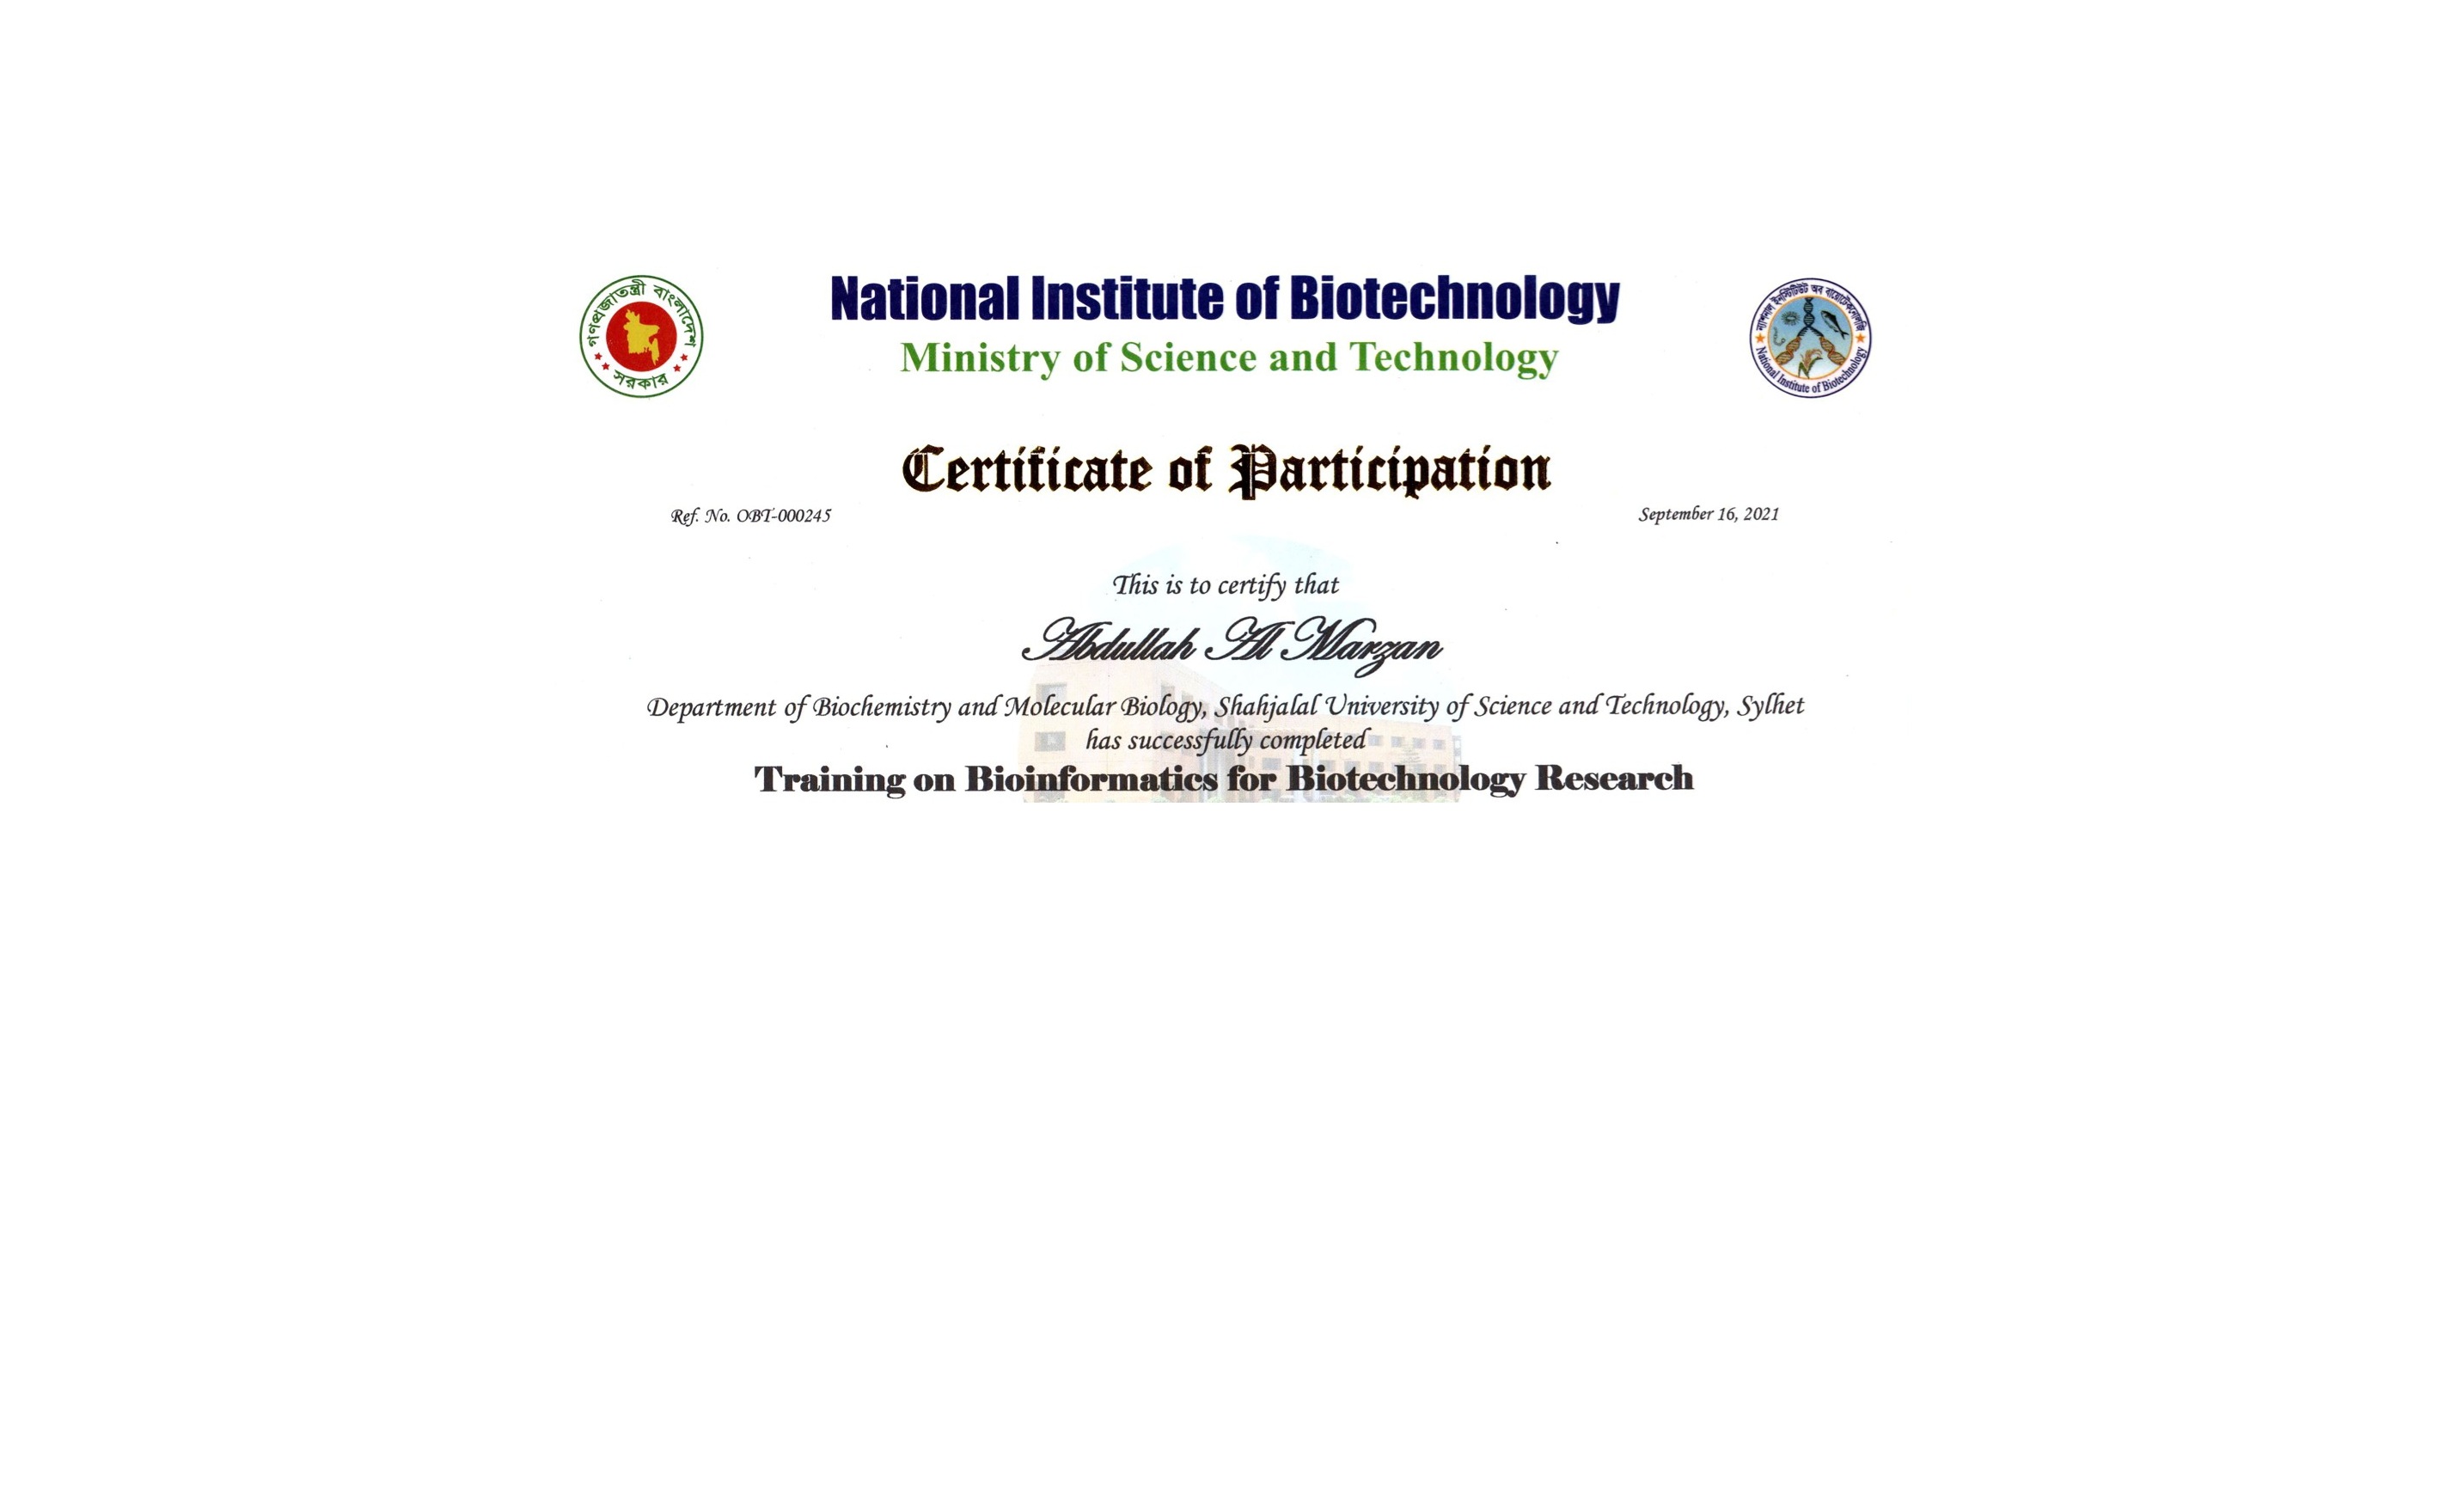 গণপ্রজাতন্ত্রী বাংলাদেশ
সরকার
National Institute of Biotechnology
Ministry of Science and Technology
ন্যাশনাল ইনস্টিটিউট অব বায়োটেকনোলজি
National Institute of Biotechnology
Certificate of Participation
Ref. No. OBT-000245
September 16, 2021
This is to certify that
Abdullah Al Marzan
Department of Biochemistry and Molecular Biology, Shahjalal University of Science and Technology, Sylhet
has successfully completed
Training on Bioinformatics for Biotechnology Research